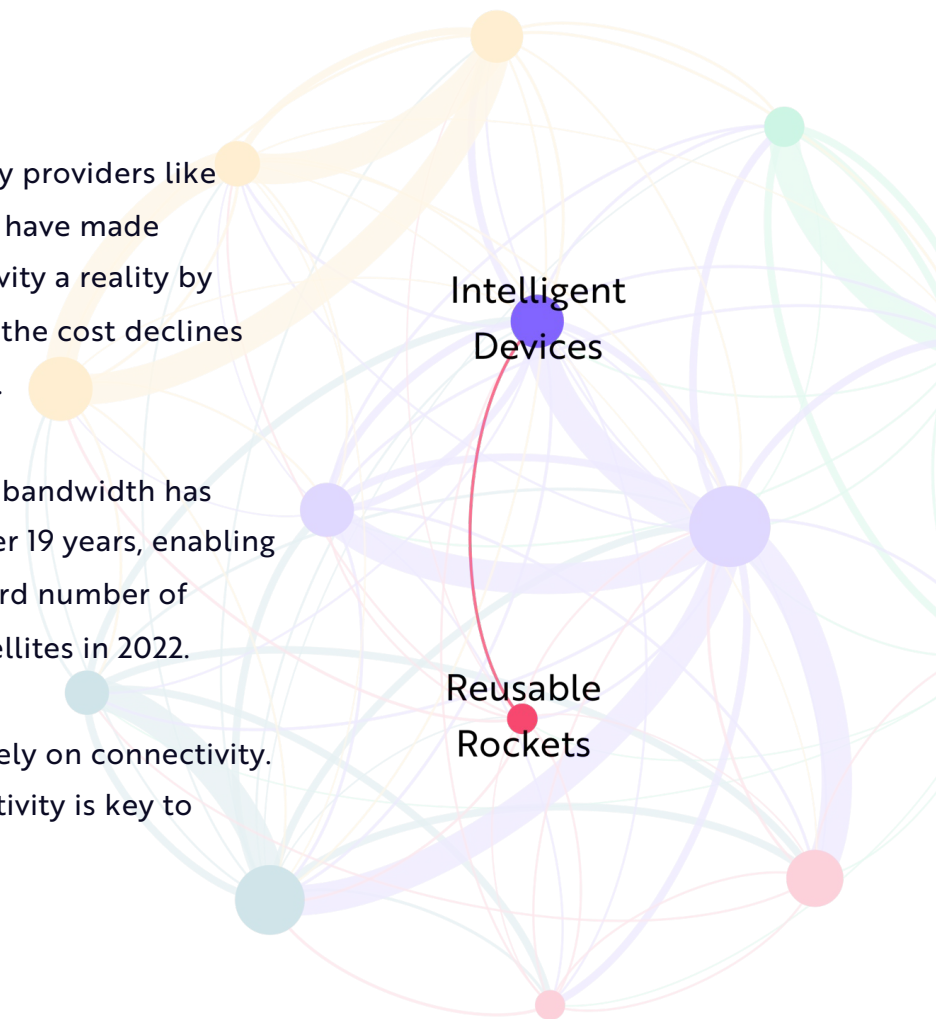 y providers like
have made
vity a reality by
the cost declines
.
bandwidth has
er 19 years, enabling
rd number of
ellites in 2022.
ely on connectivity.
tivity is key to
Intelligent
Devices
Reusable
Rockets